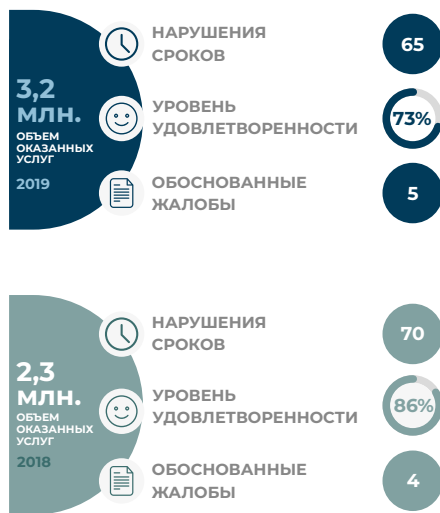 НАРУШЕНИЯ
СРОКОВ
65
3,2
МЛН.
ОБЪЕМ
ОКАЗАННЫХ
УСЛУГ
2019
УРОВЕНЬ
УДОВЛЕТВОРЕННОСТИ
73%
ОБОСНОВАННЫЕ
ЖАЛОБЫ
5
НАРУШЕНИЯ
СРОКОВ
70
2,3
МЛН.
ОБЪЕМ
ОКАЗАННЫХ
УСЛУГ
2018
УРОВЕНЬ
УДОВЛЕТВОРЕННОСТИ
86%
ОБОСНОВАННЫЕ
ЖАЛОБЫ
4